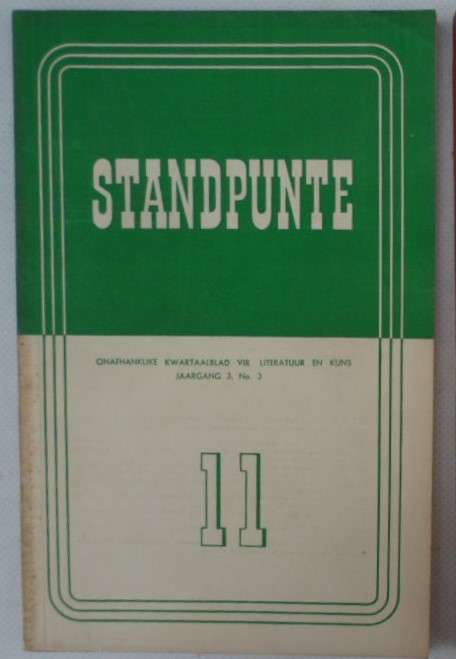 STANDPUNTE
ONAFHANKLIKE KWARTAALBLAD VIR LITERATUUR EN KUNS
JAARGANG 3, No. 3
11